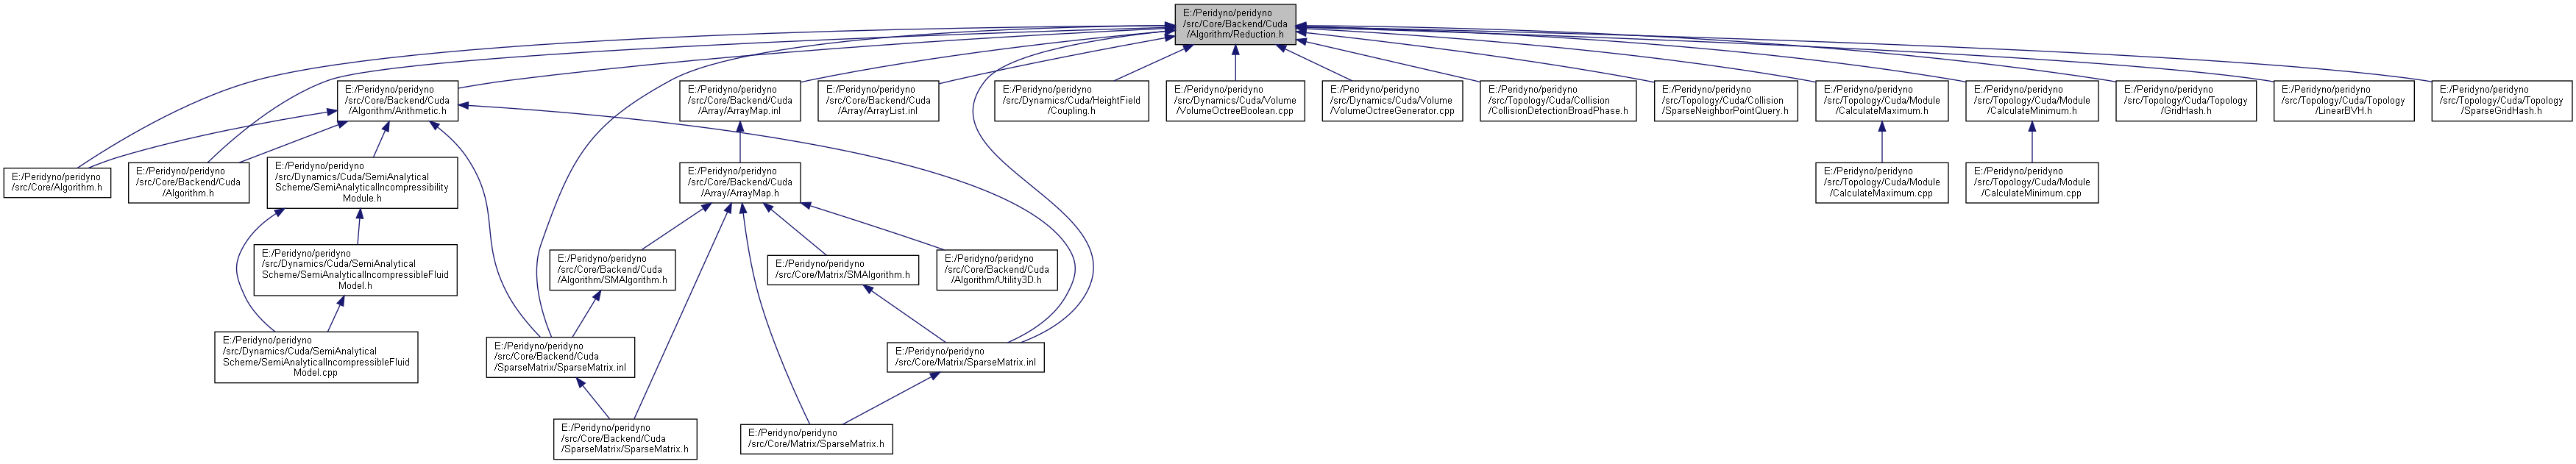 E:/Peridyno/peridyno
/src/Core/Backend/Cuda
/Algorithm/Reduction.h
E:/Peridyno/peridyno
/src/Core/Backend/Cuda
/Algorithm/Arithmetic.h
E:/Peridyno/peridyno
/src/Core/Backend/Cuda
/Array/ArrayMap.inl
E:/Peridyno/peridyno
/src/Core/Backend/Cuda
/Array/ArrayList.inl
E:/Peridyno/peridyno
/src/Dynamics/Cuda/HeightField
/Coupling.h
E:/Peridyno/peridyno
/src/Dynamics/Cuda/Volume
/VolumeOctreeBoolean.cpp
E:/Peridyno/peridyno
/src/Dynamics/Cuda/Volume
/VolumeOctreeGenerator.cpp
E:/Peridyno/peridyno
/src/Topology/Cuda/Collision
/CollisionDetectionBroadPhase.h
E:/Peridyno/peridyno
/src/Topology/Cuda/Collision
/SparseNeighborPointQuery.h
E:/Peridyno/peridyno
/src/Topology/Cuda/Module
/CalculateMaximum.h
E:/Peridyno/peridyno
/src/Topology/Cuda/Module
/CalculateMinimum.h
E:/Peridyno/peridyno
/src/Topology/Cuda/Topology
/GridHash.h
E:/Peridyno/peridyno
/src/Topology/Cuda/Topology
/LinearBVH.h
E:/Peridyno/peridyno
/src/Topology/Cuda/Topology
/SparseGridHash.h
E:/Peridyno/peridyno
/src/Core/Algorithm.h
E:/Peridyno/peridyno
/src/Core/Backend/Cuda
/Algorithm.h
E:/Peridyno/peridyno
/src/Dynamics/Cuda/SemiAnalytical
Scheme/SemiAnalyticalIncompressibility
Module.h
E:/Peridyno/peridyno
/src/Core/Backend/Cuda
/Array/ArrayMap.h
E:/Peridyno/peridyno
/src/Topology/Cuda/Module
/CalculateMaximum.cpp
E:/Peridyno/peridyno
/src/Topology/Cuda/Module
/CalculateMinimum.cpp
E:/Peridyno/peridyno
/src/Dynamics/Cuda/SemiAnalytical
Scheme/SemiAnalyticalIncompressibleFluid
Model.h
E:/Peridyno/peridyno
/src/Core/Backend/Cuda
/Algorithm/SMAlgorithm.h
E:/Peridyno/peridyno
/src/Core/Matrix/SMAlgorithm.h
E:/Peridyno/peridyno
/src/Core/Backend/Cuda
/Algorithm/Utility3D.h
E:/Peridyno/peridyno
/src/Dynamics/Cuda/SemiAnalytical
Scheme/SemiAnalyticalIncompressibleFluid
Model.cpp
E:/Peridyno/peridyno
/src/Core/Backend/Cuda
/SparseMatrix/SparseMatrix.inl
E:/Peridyno/peridyno
/src/Core/Matrix/SparseMatrix.inl
E:/Peridyno/peridyno
/src/Core/Backend/Cuda
/SparseMatrix/SparseMatrix.h
E:/Peridyno/peridyno
/src/Core/Matrix/SparseMatrix.h